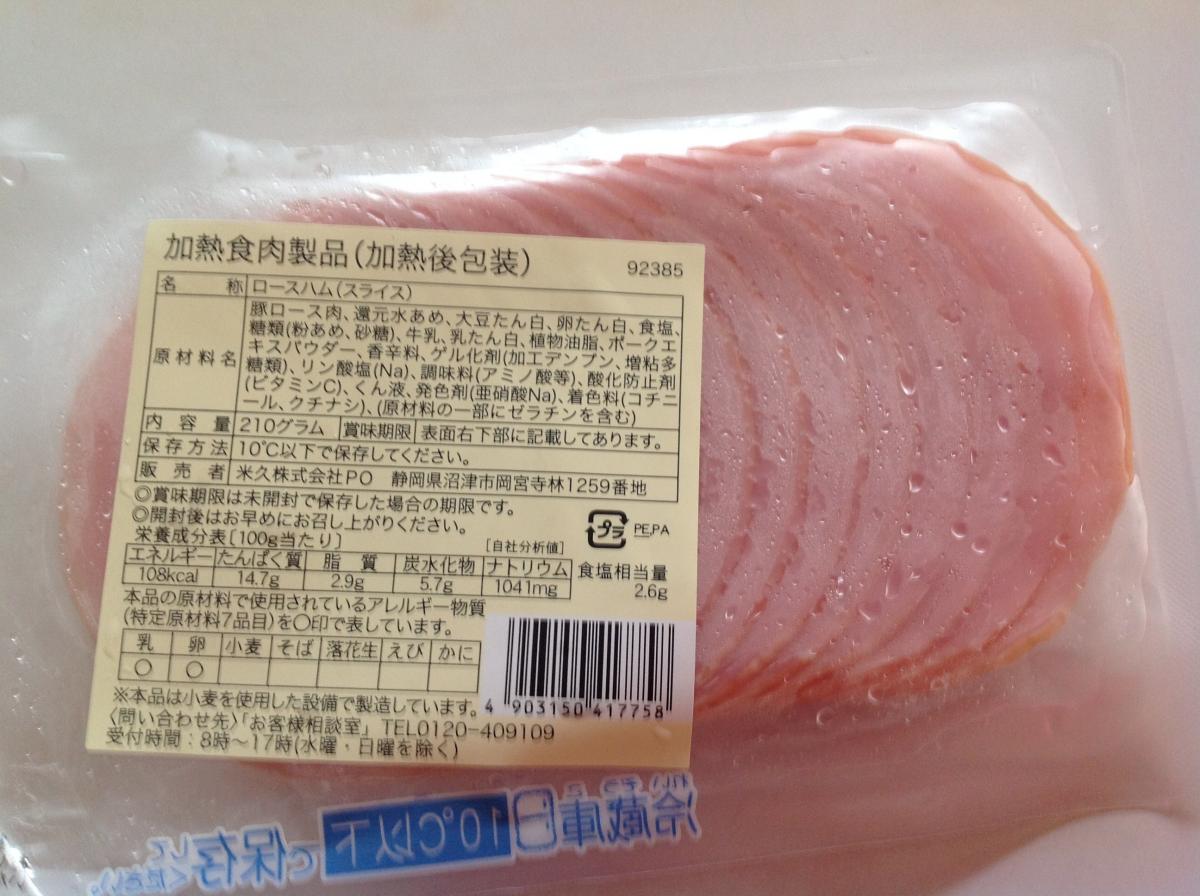 加熱食肉製品(加熱後包装)
92385
名称 ロースハム(スライス)
原材料名 豚ロース肉、還元水あめ、大豆たん白、卵たん白、食塩、
糖類(粉あめ、砂糖)、牛乳、乳たん白、植物油脂、ポークエ
キスパウダー、香辛料、ゲル化剤(加工デンプン、増粘多
糖類)、リン酸塩(Na)、調味料(アミノ酸等)、酸化防止剤
(ビタミンC)、くん液、発色剤(亜硝酸Na)、着色料(コチニ
ール、クチナシ)、(原材料の一部にゼラチンを含む)
内容量 210グラム 賞味期限 表面右下部に記載してあります。
保存方法 10℃以下で保存してください。
販売者 米久株式会社PO 静岡県沼津市岡宮寺林1259番地
◎賞味期限は未開封で保存した場合の期限です。
◎開封後はお早めにお召し上がりください。
プラ PE,PA
栄養成分表〔100g当たり〕 [自社分析値]
エネルギー たんぱく質 脂質 炭水化物 ナトリウム 食塩相当量
108kcal 14.7g 2.9g 5.7g 1041mg 2.6g
本品の原材料で使用されているアレルギー物質
(特定原材料7品目)を〇印で表しています。
乳 卵 小麦 そば 落花生 えび かに
〇 〇
※本品は小麦を使用した設備で製造しています。
4 903150 417758
〈問い合わせ先〉「お客様相談室」 TEL0120-409109
受付時間:8時〜17時(水曜・日曜を除く)
冷蔵庫 10℃以下で保存してください。